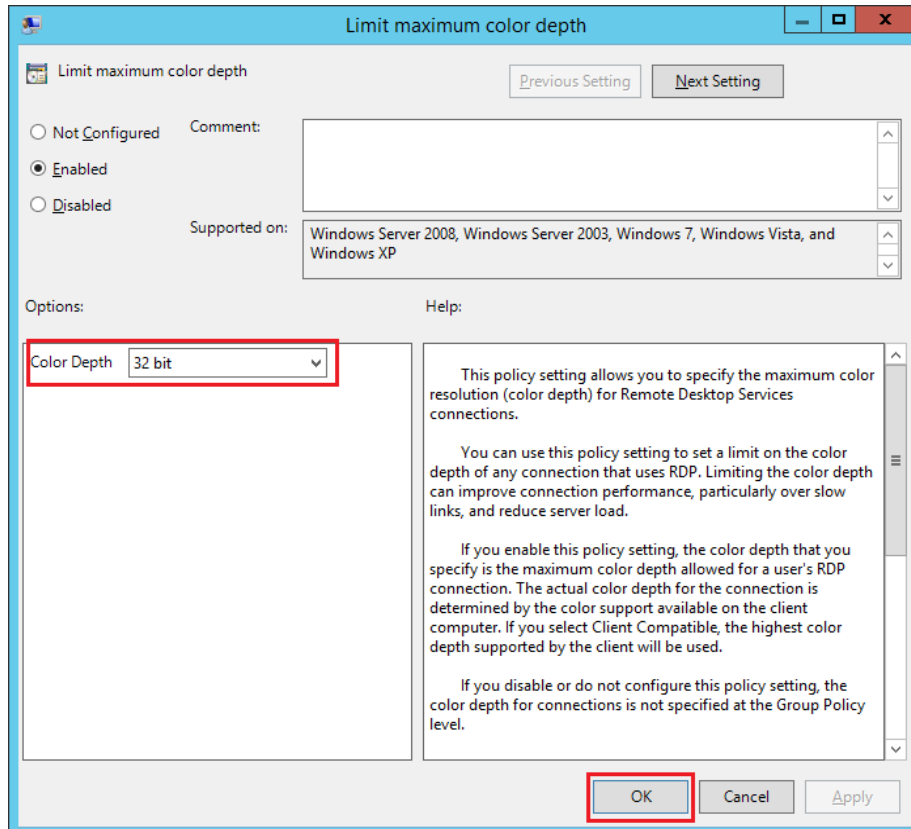 Limit maximum color depth
Limit maximum color depth
Previous Setting
Next Setting
Not Configured
Comment:
Enabled
Disabled
Supported on:
Windows Server 2008, Windows Server 2003, Windows 7, Windows Vista, and
Windows XP
Options:
Help:
Color Depth
32 bit
This policy setting allows you to specify the maximum color
resolution (color depth) for Remote Desktop Services
connections.
You can use this policy setting to set a limit on the color
depth of any connection that uses RDP. Limiting the color depth
can improve connection performance, particularly over slow
links, and reduce server load.
If you enable this policy setting, the color depth that you
specify is the maximum color depth allowed for a user's RDP
connection. The actual color depth for the connection is
determined by the color support available on the client
computer. If you select Client Compatible, the highest color
depth supported by the client will be used.
If you disable or do not configure this policy setting, the
color depth for connections is not specified at the Group Policy
level.
OK
Cancel
Apply